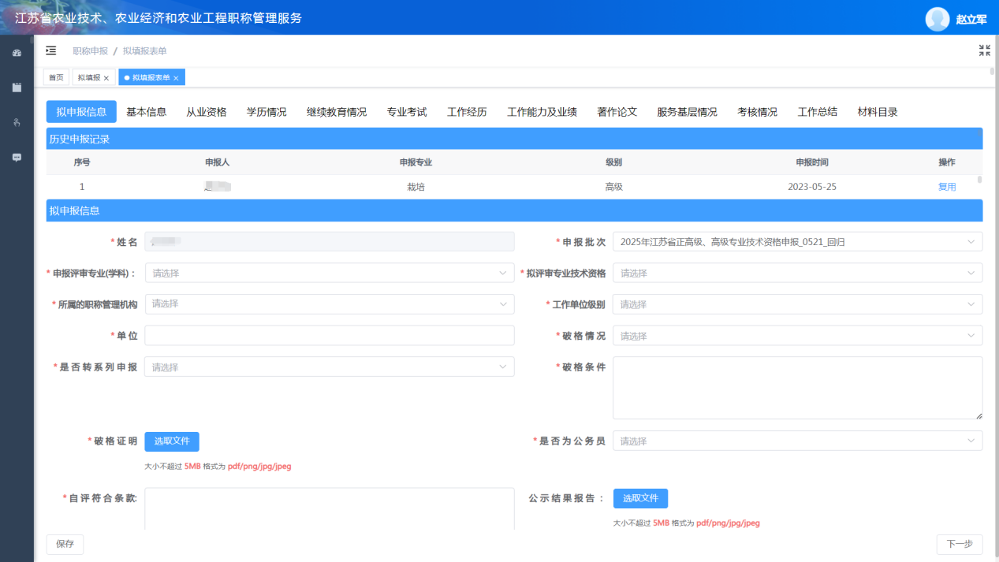 江苏省农业技术、农业经济和农业工程职称管理服务
赵立军
职称申报 / 拟填报表单
首页 拟填报 × 拟填报表单 ×
拟申报信息 基本信息 从业资格 学历情况 继续教育情况 专业考试 工作经历 工作能力及业绩 著作论文 服务基层情况 考核情况 工作总结 材料目录
历史申报记录
序号 申报人 申报专业 级别 申报时间 操作
1 栽培 高级 2023-05-25 复用
拟申报信息
*姓名 *申报批次 2025年江苏省正高级、高级专业技术资格申报_0521_回归
*申报评审专业(学科)： 请选择 *拟评审专业技术资格 请选择
*所属的职称管理机构 请选择 *工作单位级别 请选择
*单位 *破格情况 请选择
*是否转系列申报 请选择 *破格条件
*破格证明 选取文件 *是否为公务员 请选择
大小不超过 5MB 格式为 pdf/png/jpg/jpeg
*自评符合条款: 公示结果报告： 选取文件
大小不超过 5MB 格式为 pdf/png/jpg/jpeg
保存 下一步